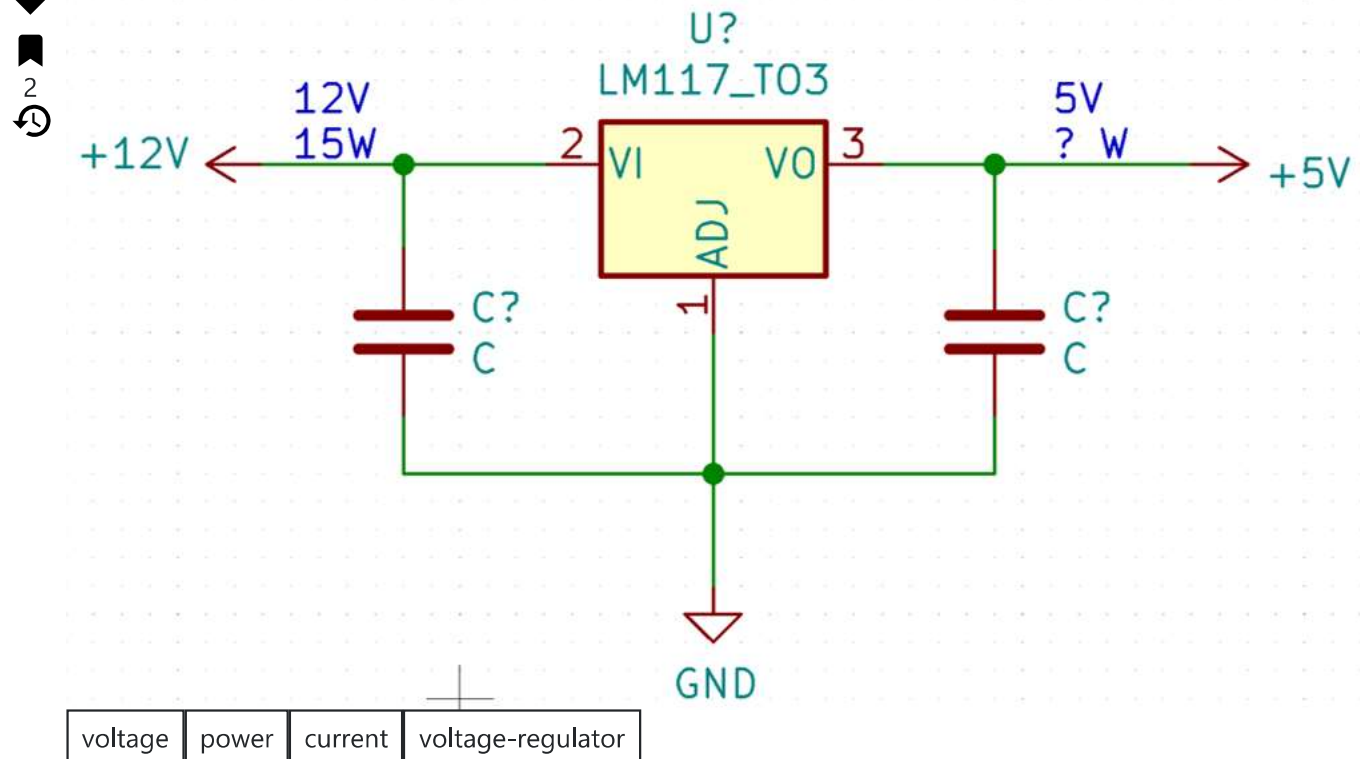 2
U?
LM117_TO3
12V
15W
+12V
2
VI
VO
3
ADJ
1
5V
? W
+5V
C?
C
C?
C
GND
voltage
power
current
voltage-regulator